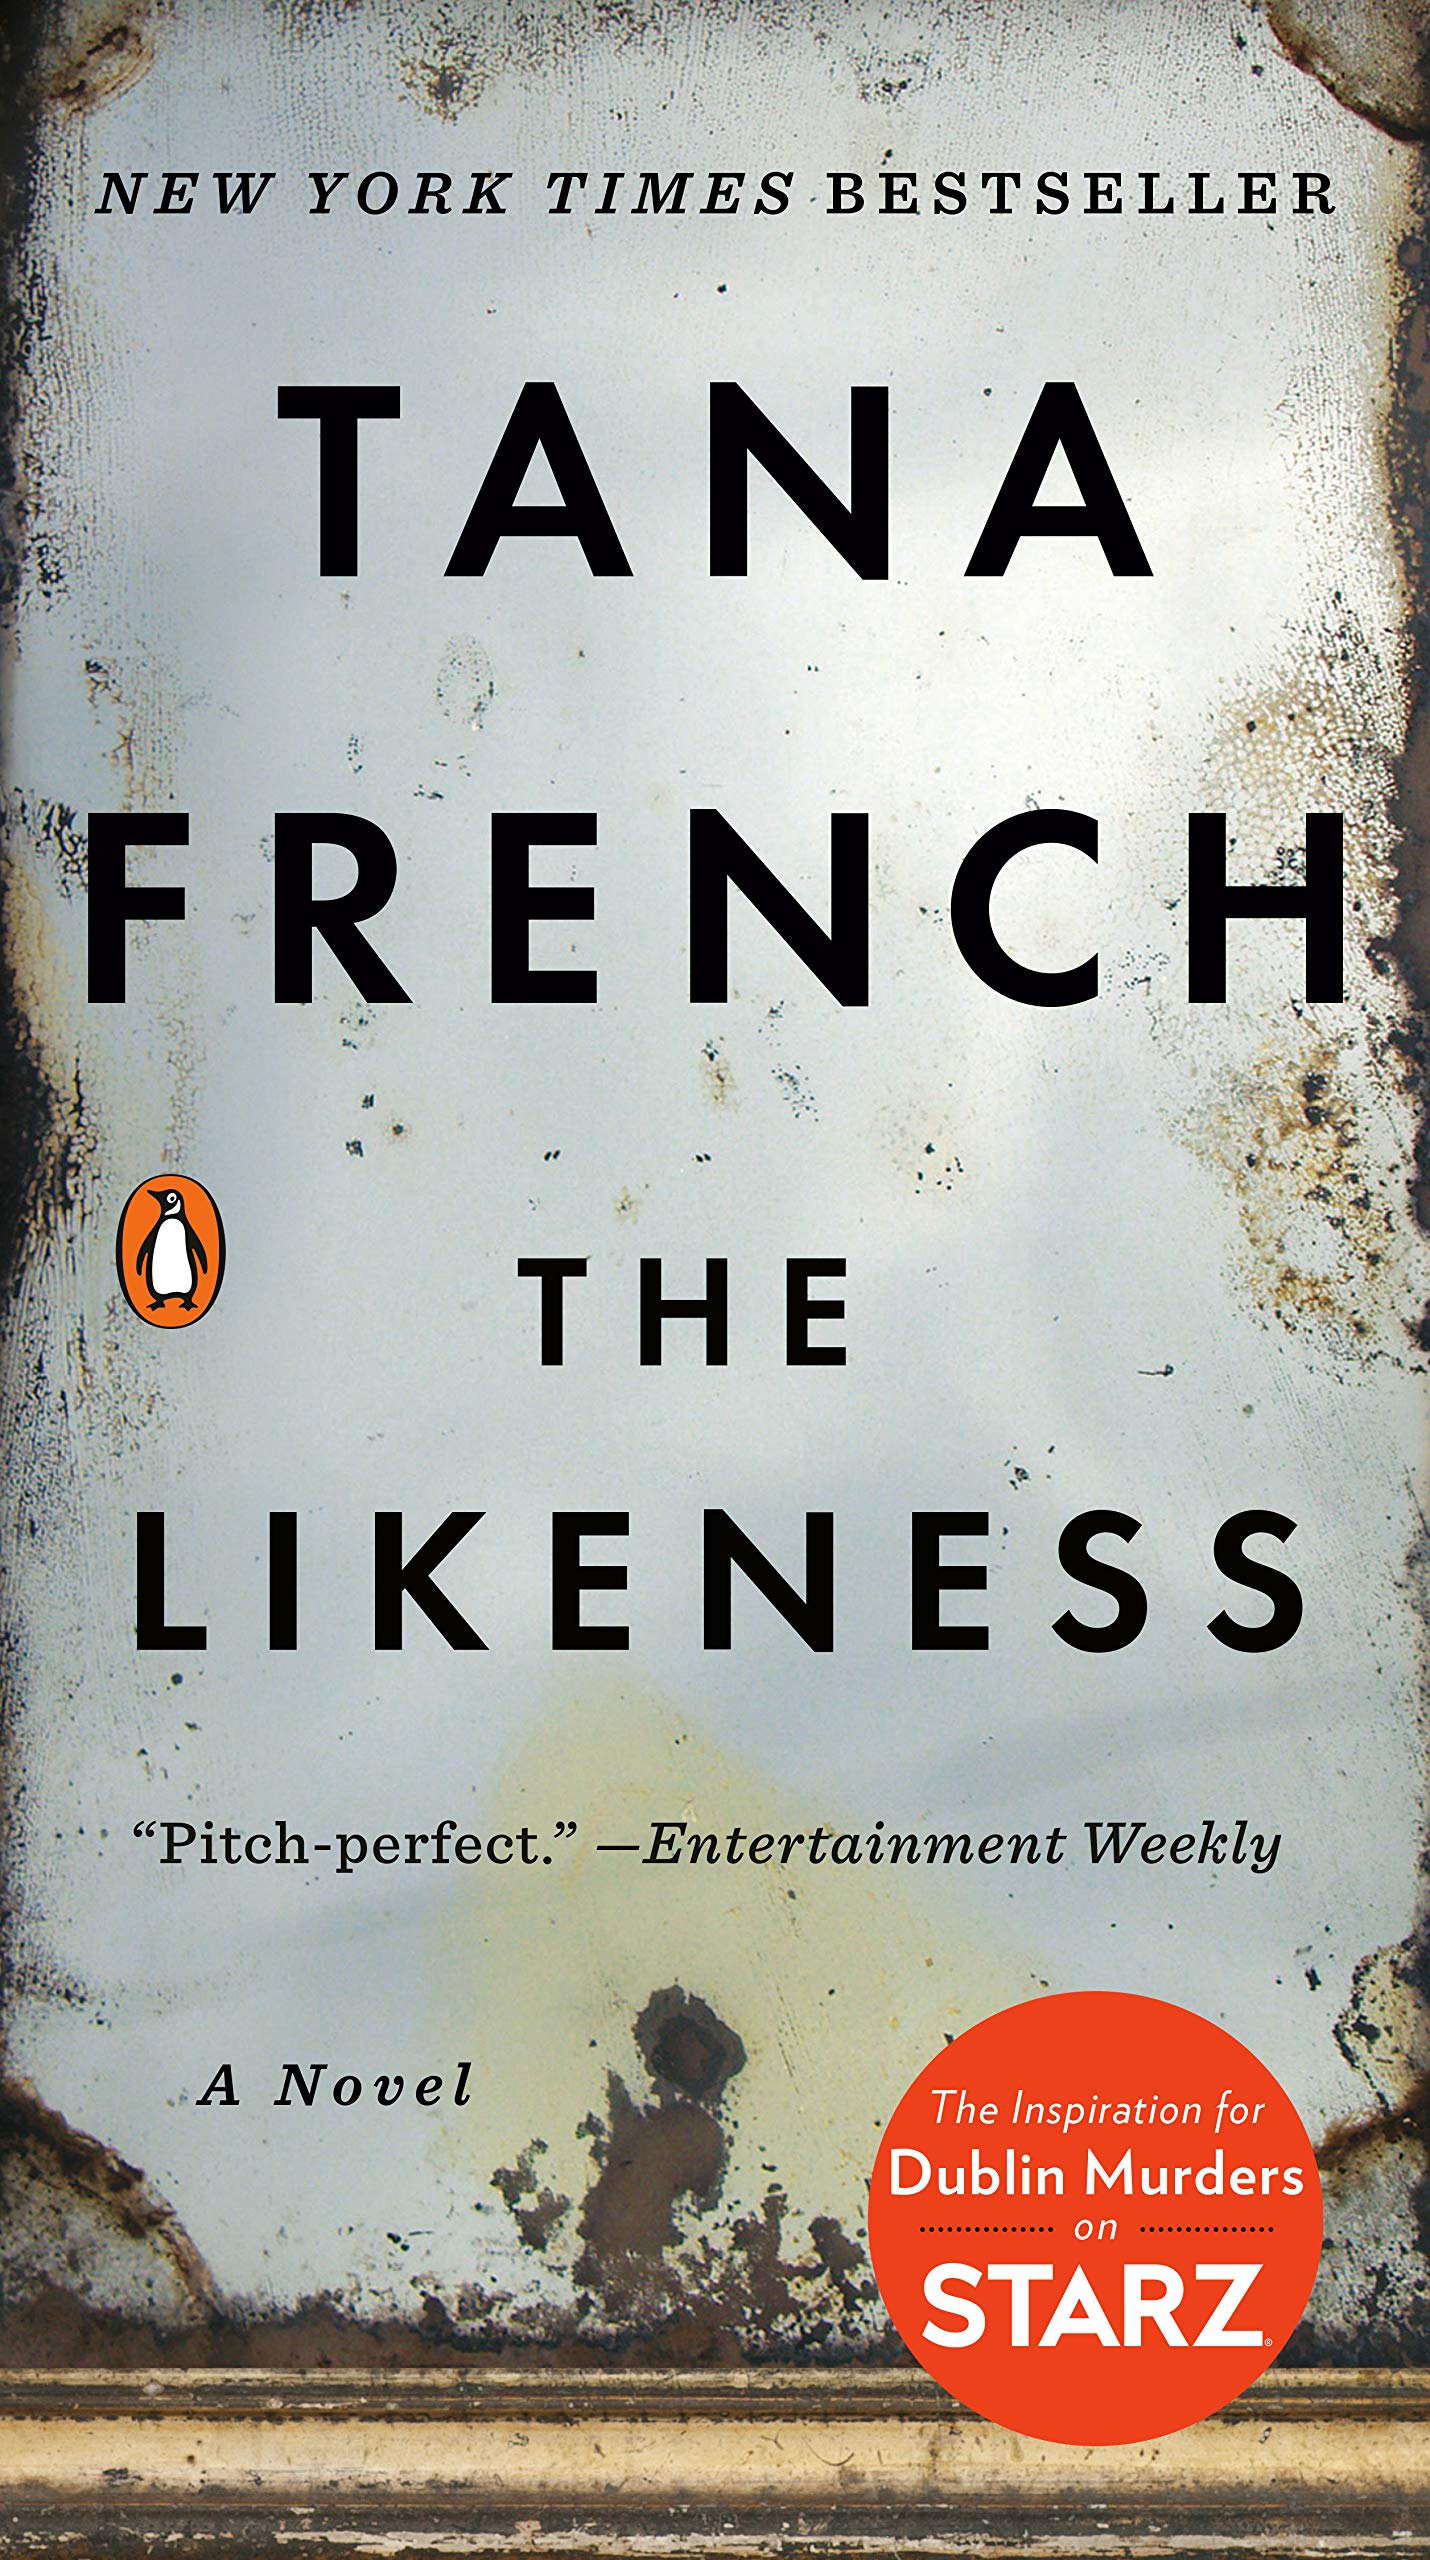 NEW YORK TIMES BESTSELLER
TANA
FRENCH
THE
LIKENESS
“Pitch-perfect.” —Entertainment Weekly
A Novel
The Inspiration for
Dublin Murders
on
STARZ®